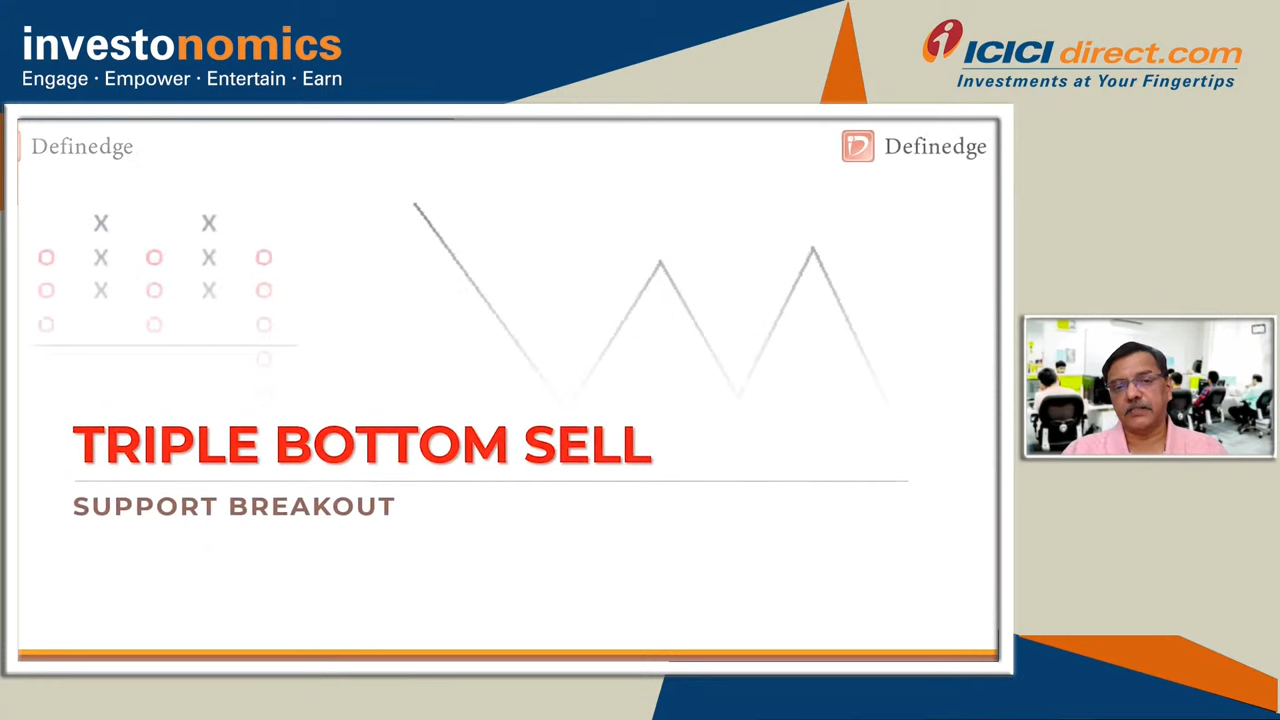 investonomics
Engage · Empower · Entertain · Earn
ICICI direct.com
Investments at Your Fingertips
Definedge
Definedge
X X
O X O X O
O X O X O
O O O
O
TRIPLE BOTTOM SELL
SUPPORT BREAKOUT